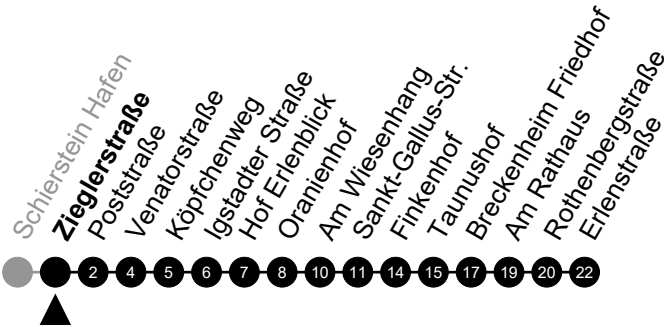 Schierstein Hafen
Zieglerstraße
Poststraße
Venatorstraße
Köpfchenweg
Igstadter Straße
Hof Erlenblick
Oranienhof
Am Wiesenhang
Sankt-Gallus-Str.
Finkenhof
Taunushof
Breckenheim Friedhof
Am Rathaus
Rothenbergstraße
Erlenstraße
2 4 5 6 7 8 10 11 14 15 17 19 20 22